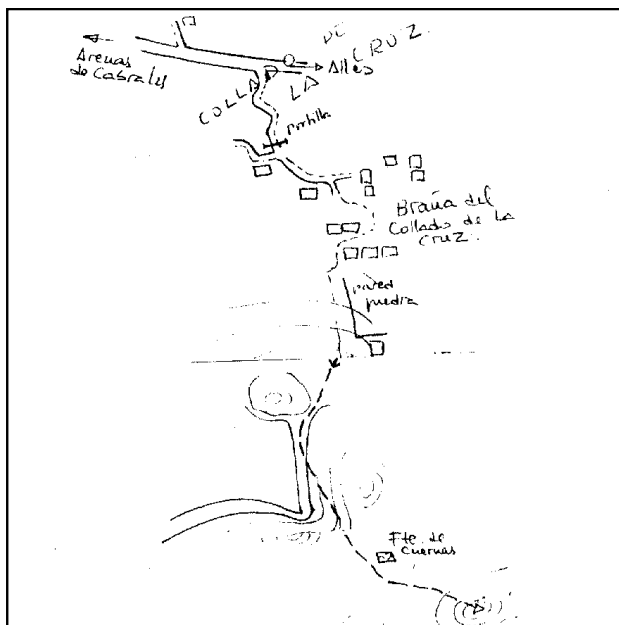 DE
CRUZ
LA
COLLADO
Arenas
de Cabrales
Alles
Portilla
Braña del
Collado de La
Cruz.
pared
piedra
Fte. de
Cuernas